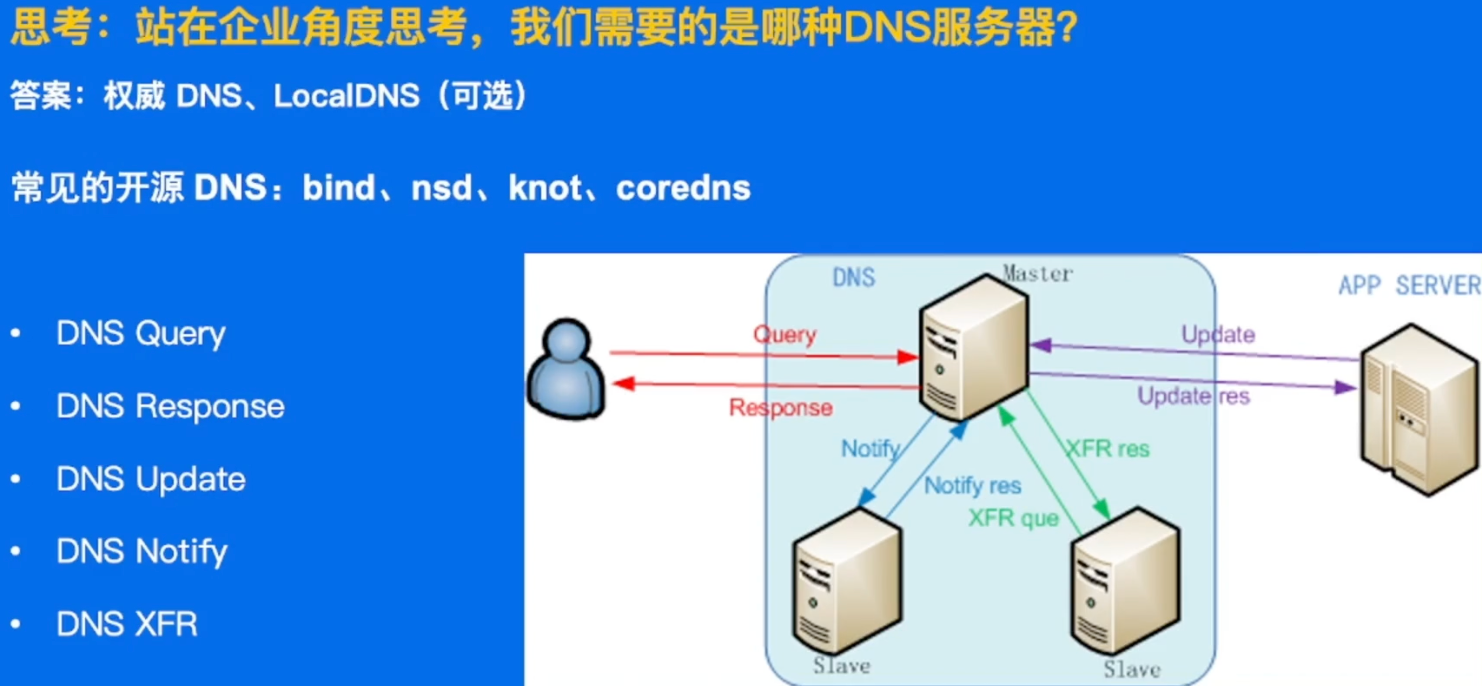 思考：站在企业角度思考，我们需要的是哪种DNS服务器?
答案：权威 DNS、LocalDNS（可选）
常见的开源 DNS：bind、nsd、knot、coredns
• DNS Query
• DNS Response
• DNS Update
• DNS Notify
• DNS XFR
DNS
Master
APP SERVER
Query
Update
Response
Update res
Notify
XFR res
Notify res
XFR que
Slave
Slave